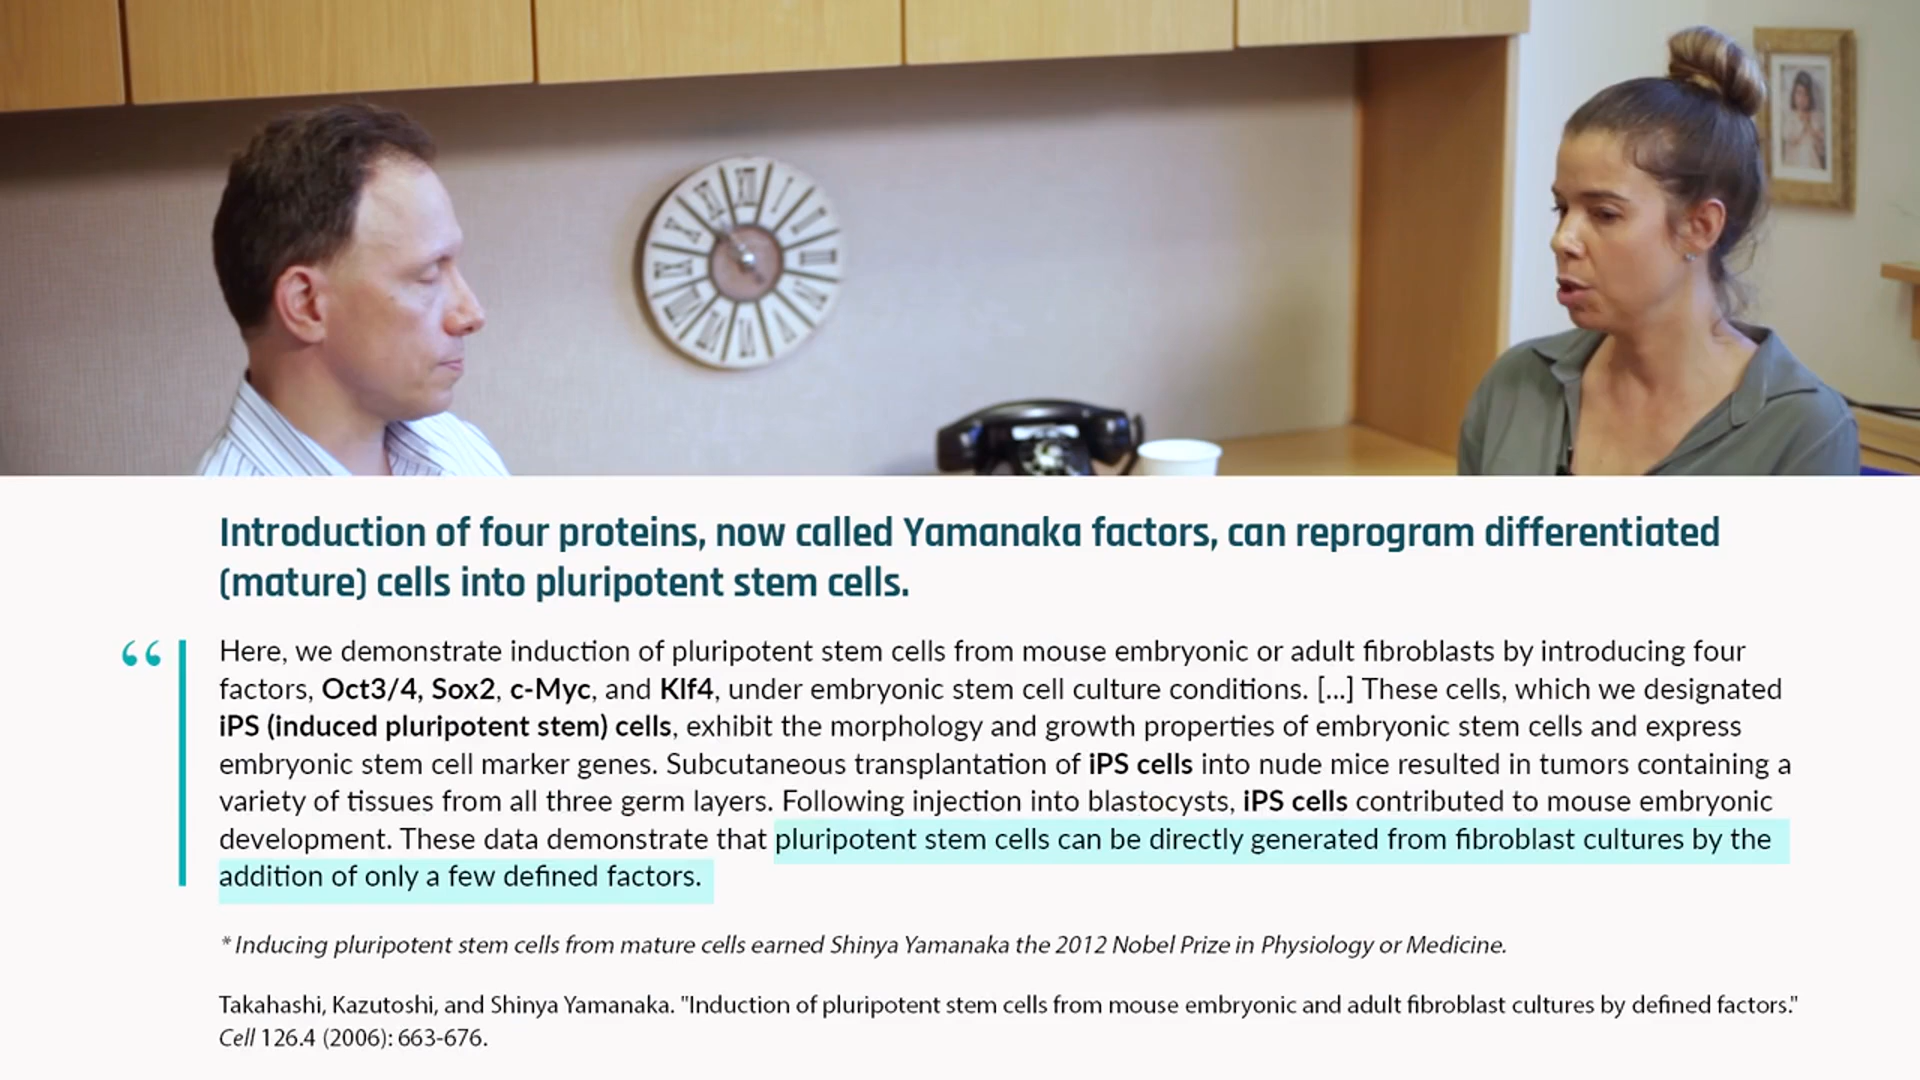 XII
I
II
III
Introduction of four proteins, now called Yamanaka factors, can reprogram differentiated
(mature) cells into pluripotent stem cells.
“ Here, we demonstrate induction of pluripotent stem cells from mouse embryonic or adult fibroblasts by introducing four
factors, Oct3/4, Sox2, c-Myc, and Klf4, under embryonic stem cell culture conditions. [...] These cells, which we designated
iPS (induced pluripotent stem) cells, exhibit the morphology and growth properties of embryonic stem cells and express
embryonic stem cell marker genes. Subcutaneous transplantation of iPS cells into nude mice resulted in tumors containing a
variety of tissues from all three germ layers. Following injection into blastocysts, iPS cells contributed to mouse embryonic
development. These data demonstrate that pluripotent stem cells can be directly generated from fibroblast cultures by the
addition of only a few defined factors.
* Inducing pluripotent stem cells from mature cells earned Shinya Yamanaka the 2012 Nobel Prize in Physiology or Medicine.
Takahashi, Kazutoshi, and Shinya Yamanaka. "Induction of pluripotent stem cells from mouse embryonic and adult fibroblast cultures by defined factors."
Cell 126.4 (2006): 663-676.